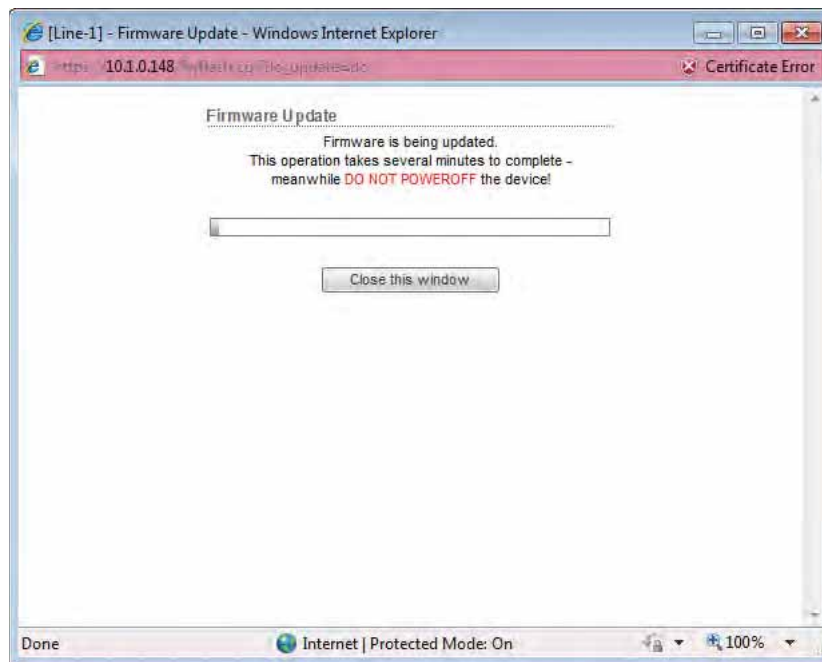 [Line-1] - Firmware Update - Windows Internet Explorer
10.1.0.148
Certificate Error
Firmware Update
Firmware is being updated.
This operation takes several minutes to complete -
meanwhile DO NOT POWEROFF the device!
Close this window
Done
Internet | Protected Mode: On
100%